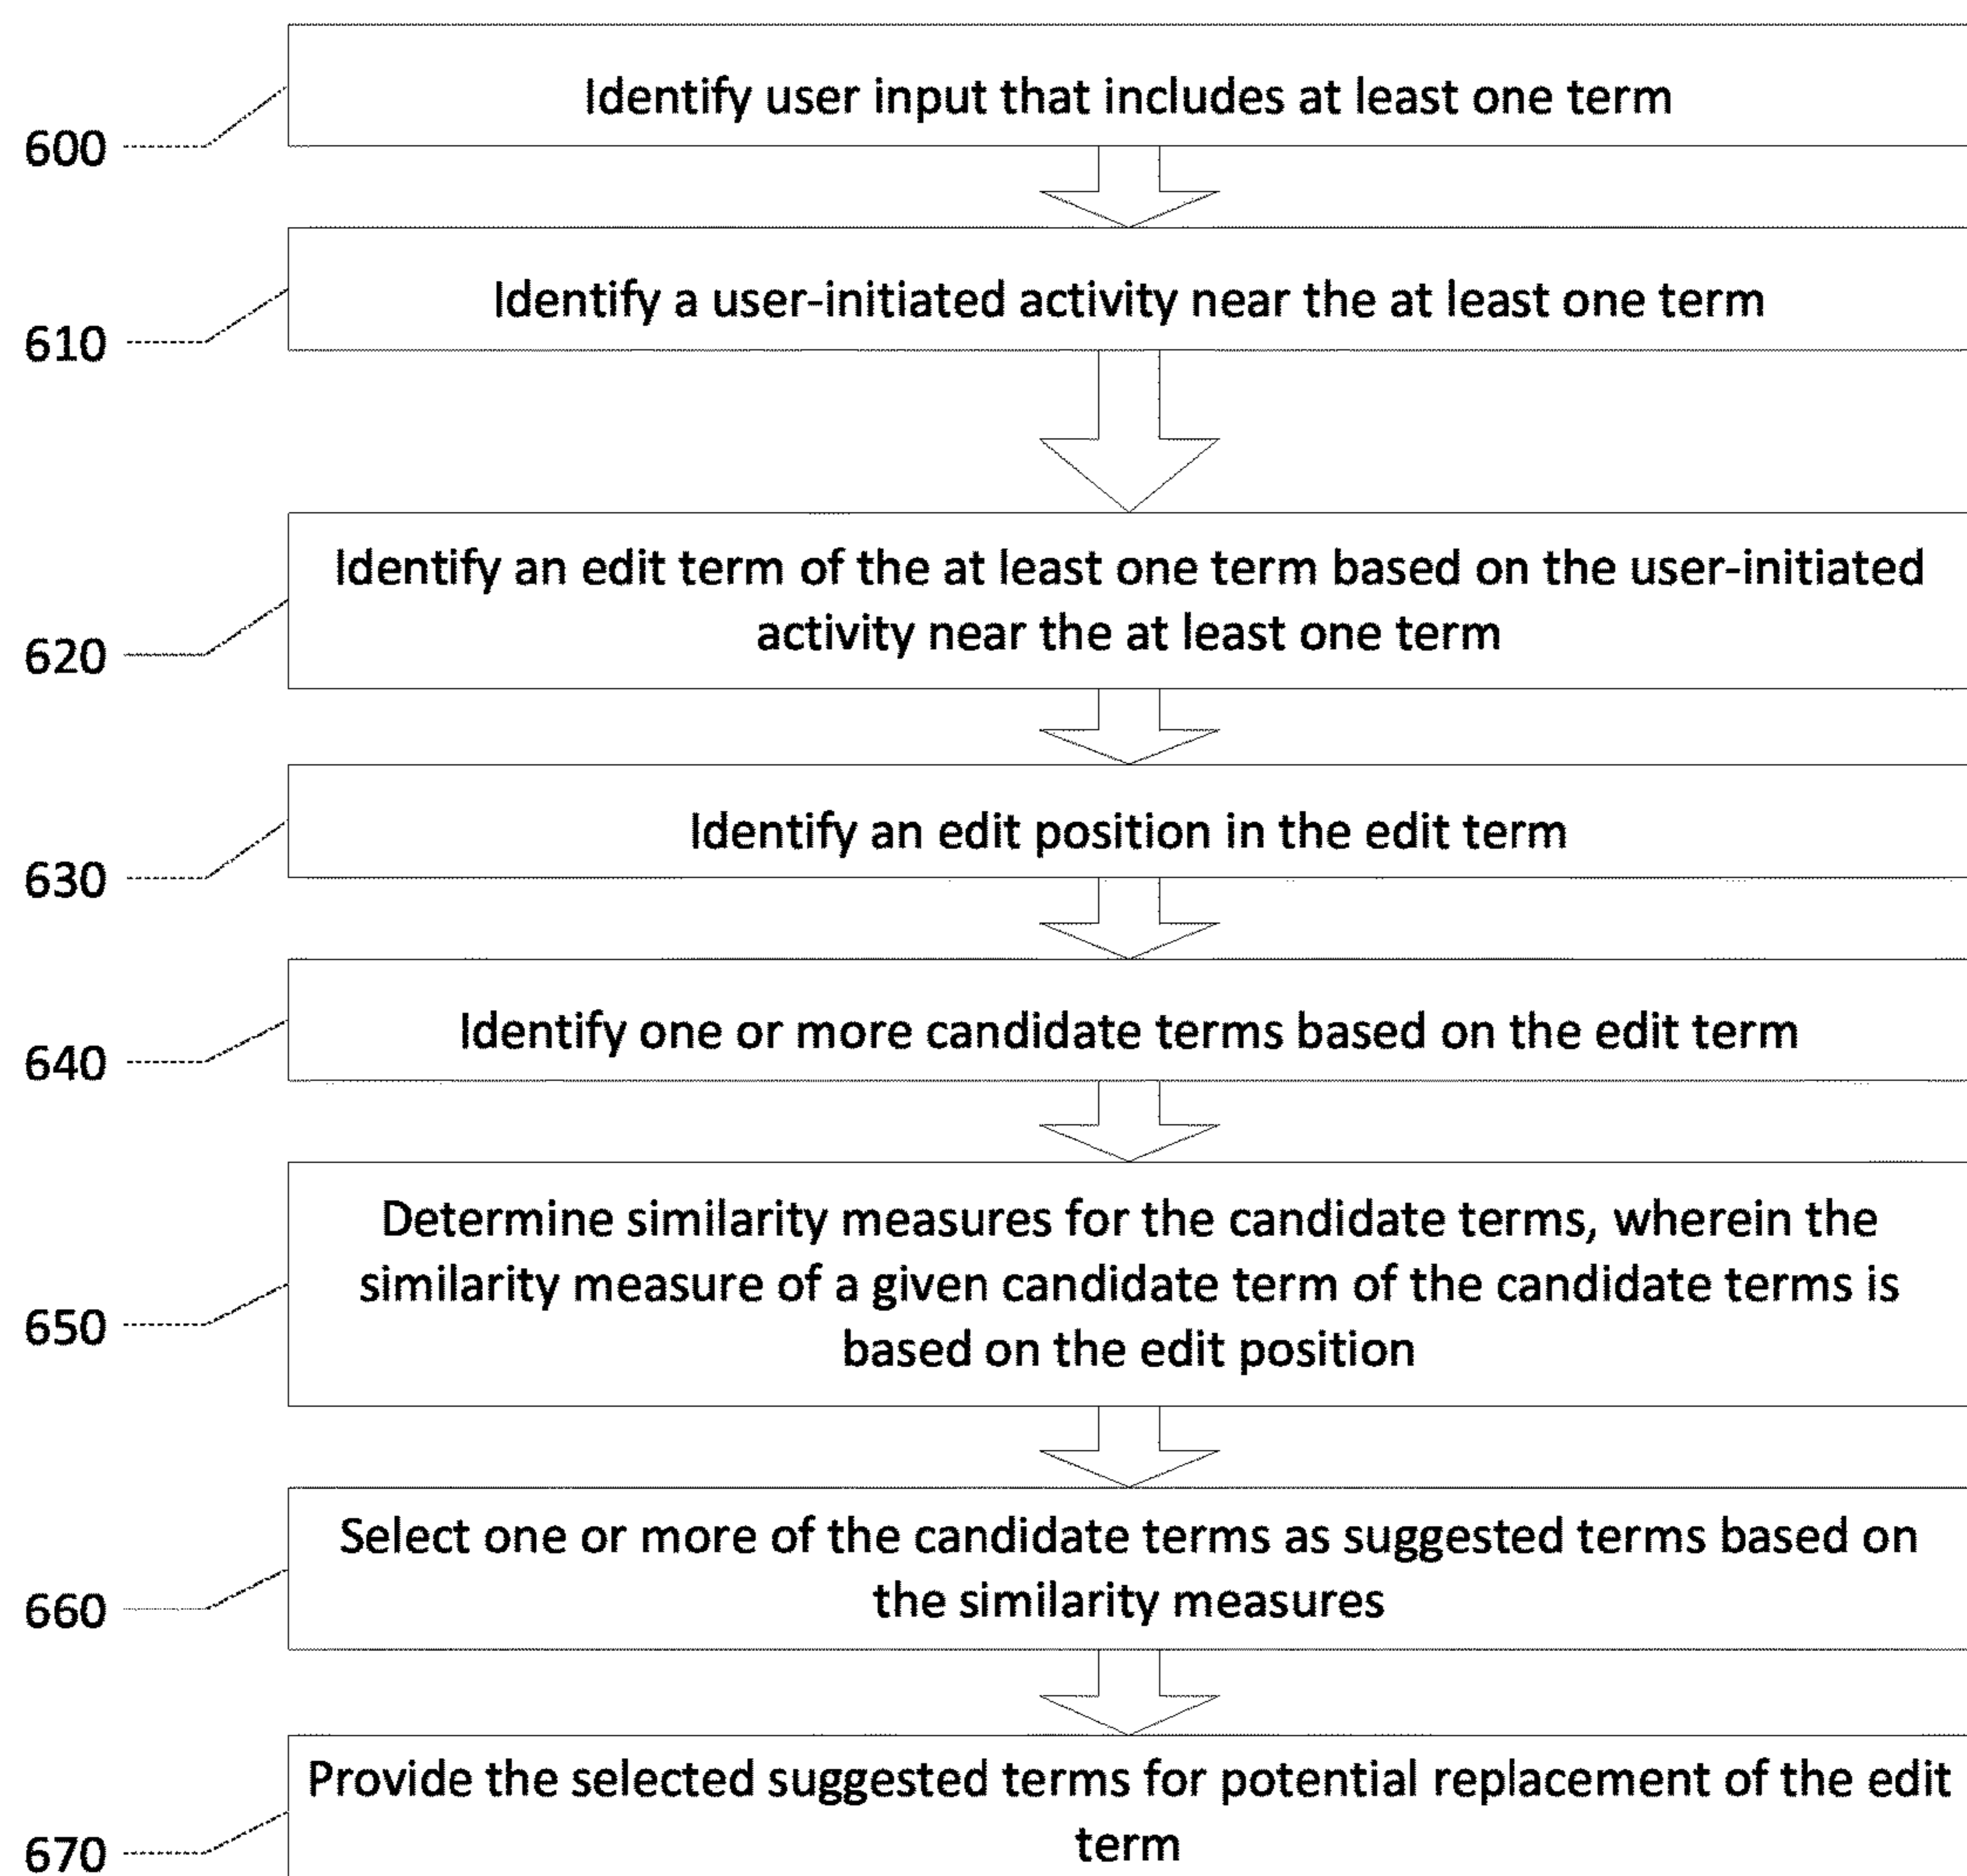 Identify user input that includes at least one term
600
Identify a user-initiated activity near the at least one term
610
Identify an edit term of the at least one term based on the user-initiated
activity near the at least one term
620
Identify an edit position in the edit term
630
Identify one or more candidate terms based on the edit term
640
Determine similarity measures for the candidate terms, wherein the
similarity measure of a given candidate term of the candidate terms is
based on the edit position
650
Select one or more of the candidate terms as suggested terms based on
the similarity measures
660
Provide the selected suggested terms for potential replacement of the edit
term
670